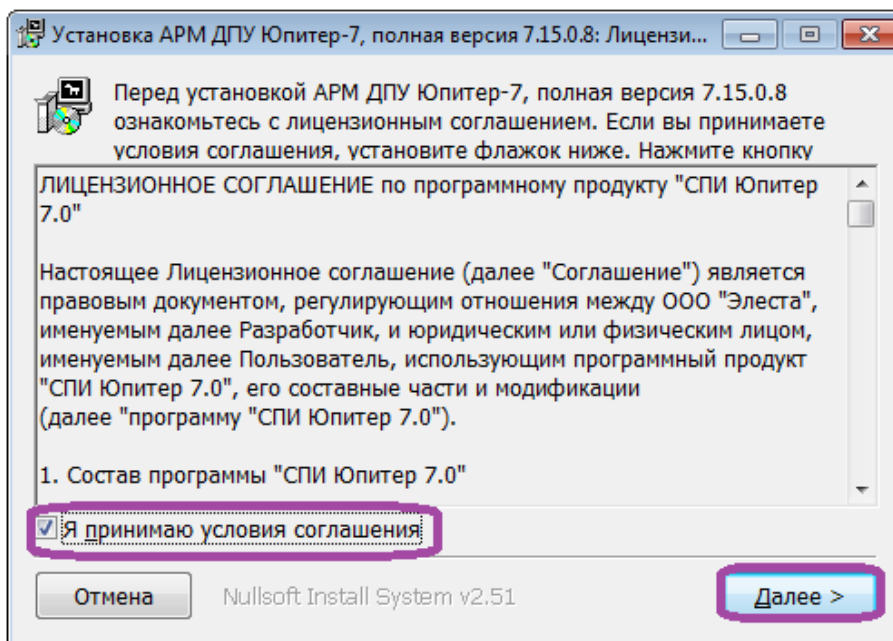 Установка АРМ ДПУ Юпитер-7, полная версия 7.15.0.8: Лицензи...
Перед установкой АРМ ДПУ Юпитер-7, полная версия 7.15.0.8
ознакомьтесь с лицензионным соглашением. Если вы принимаете
условия соглашения, установите флажок ниже. Нажмите кнопку
ЛИЦЕНЗИОННОЕ СОГЛАШЕНИЕ по программному продукту "СПИ Юпитер
7.0"
Настоящее Лицензионное соглашение (далее "Соглашение") является
правовым документом, регулирующим отношения между ООО "Элеста",
именуемым далее Разработчик, и юридическим или физическим лицом,
именуемым далее Пользователь, использующим программный продукт
"СПИ Юпитер 7.0", его составные части и модификации
(далее "программу "СПИ Юпитер 7.0").
1. Состав программы "СПИ Юпитер 7.0"
Я принимаю условия соглашения
Отмена Nullsoft Install System v2.51 Далее >